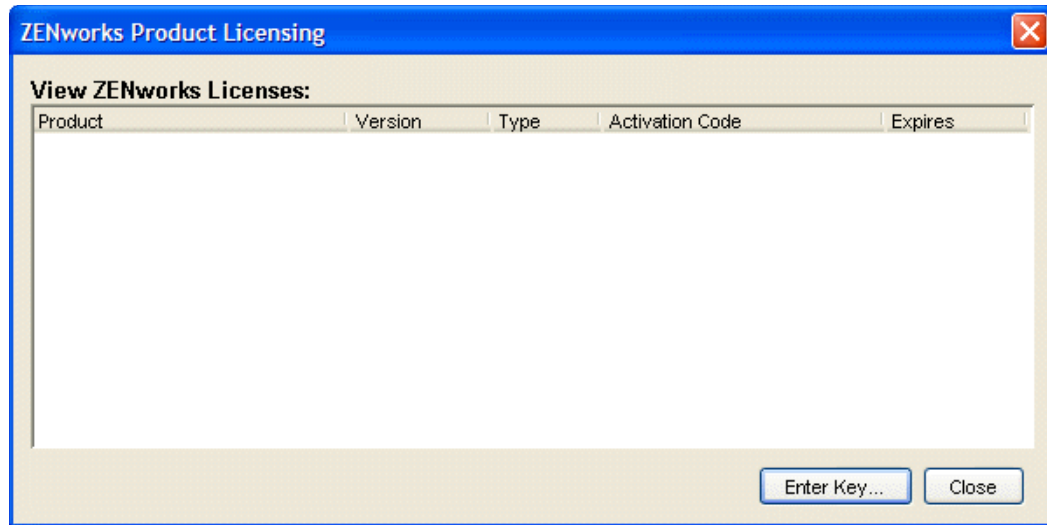 ZENworks Product Licensing
View ZENworks Licenses:
Product Version Type Activation Code Expires
Enter Key... Close